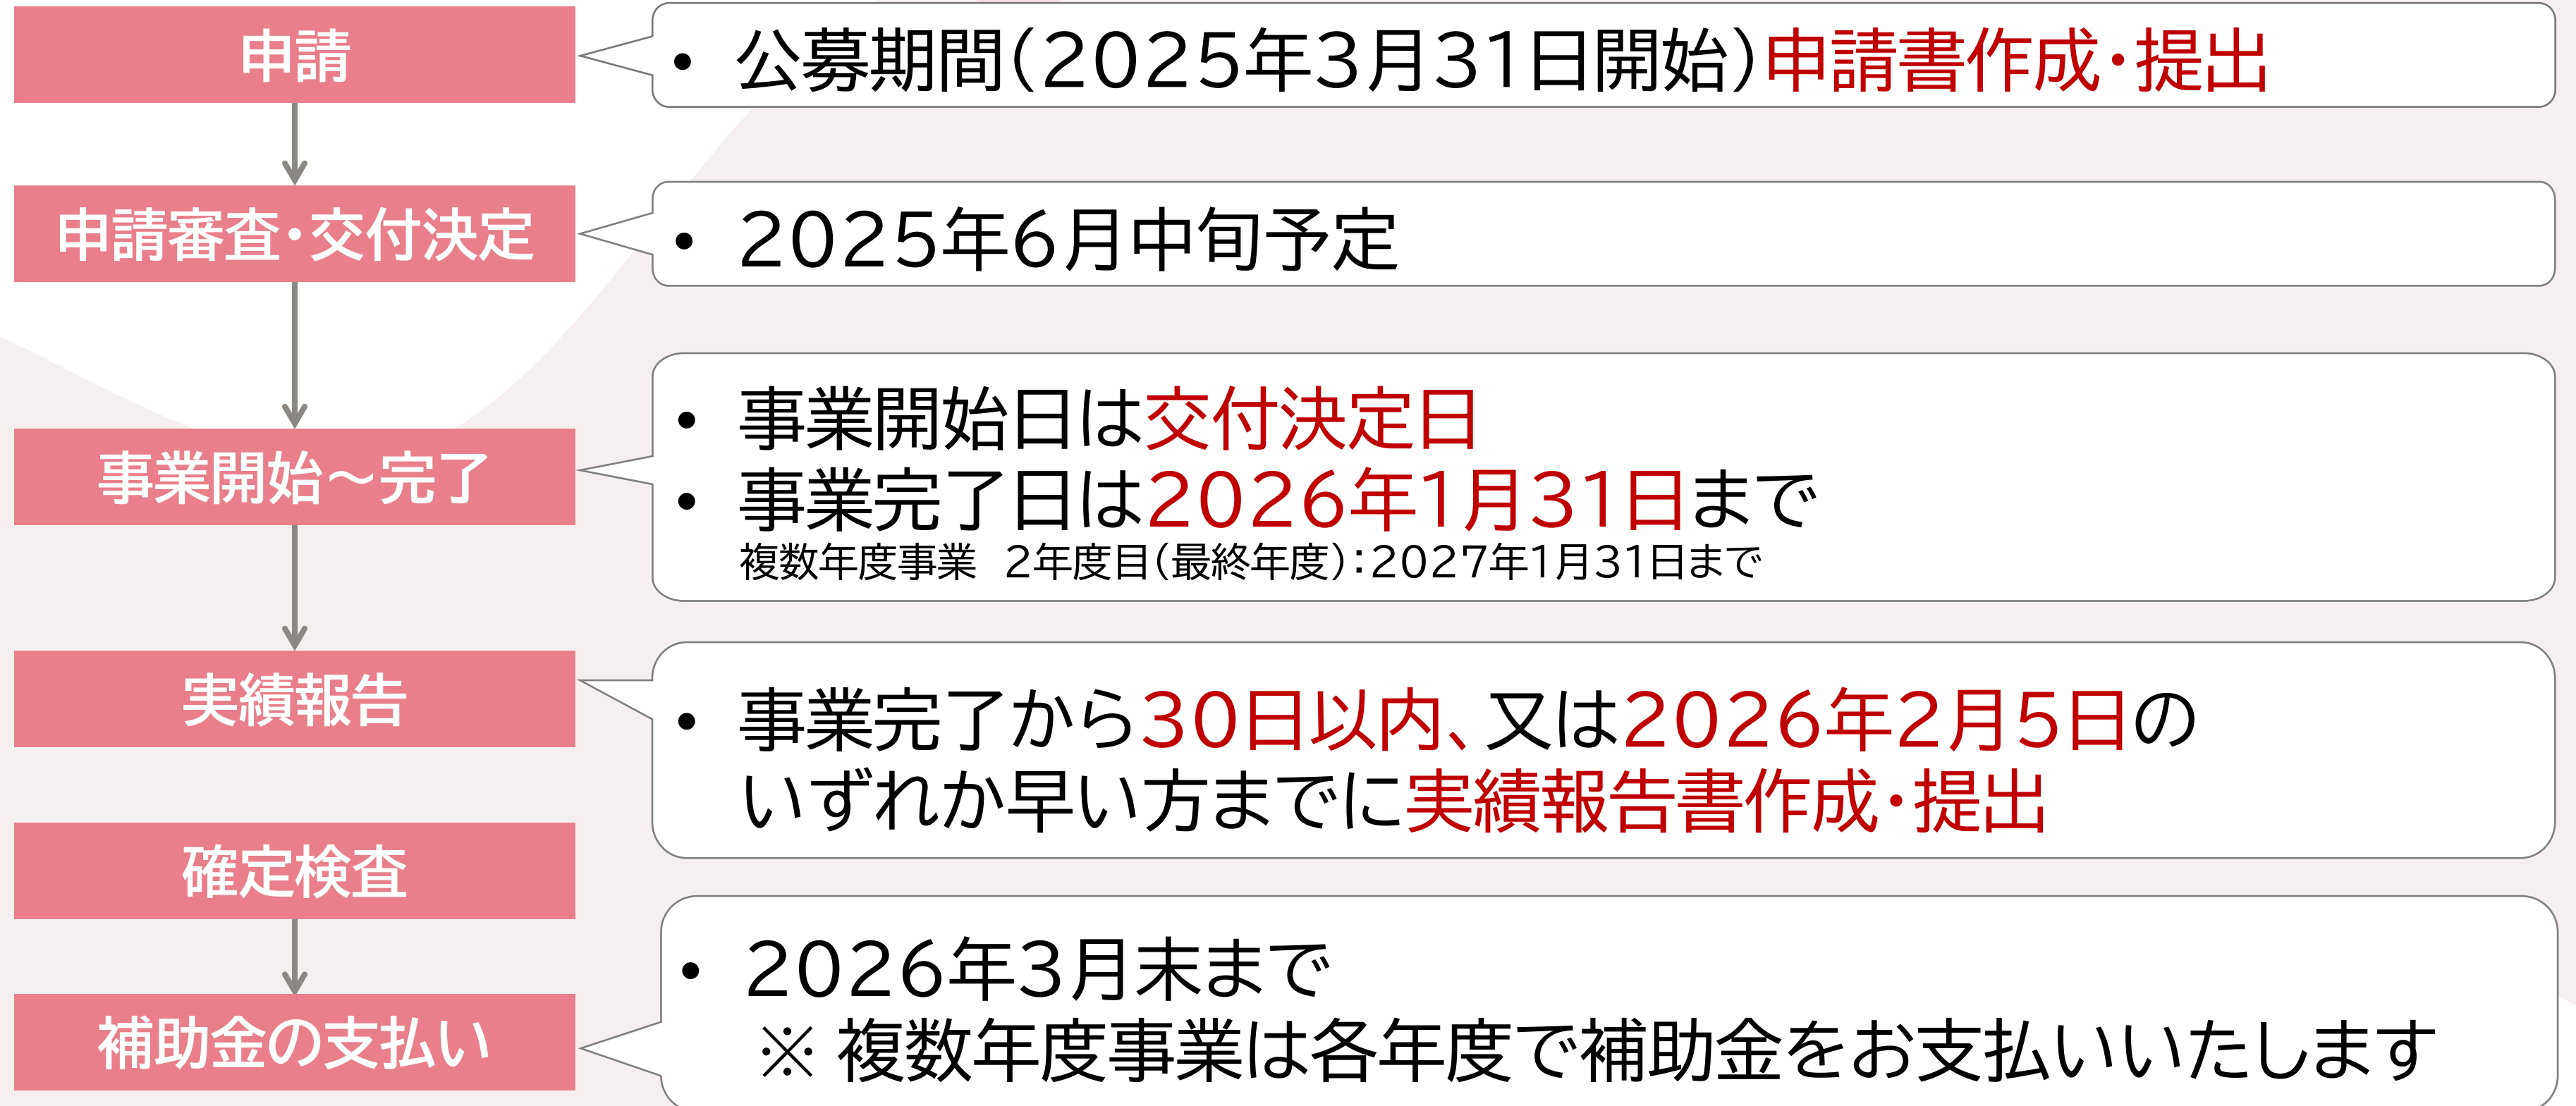 申請
• 公募期間（2025年3月31日開始）申請書作成・提出
申請審査・交付決定
• 2025年6月中旬予定
事業開始～完了
• 事業開始日は交付決定日
• 事業完了日は2026年1月31日まで
複数年度事業　2年度目（最終年度）：2027年1月31日まで
実績報告
• 事業完了から30日以内、又は2026年2月5日の
いずれか早い方までに実績報告書作成・提出
確定検査
補助金の支払い
• 2026年3月末まで
※ 複数年度事業は各年度で補助金をお支払いいたします